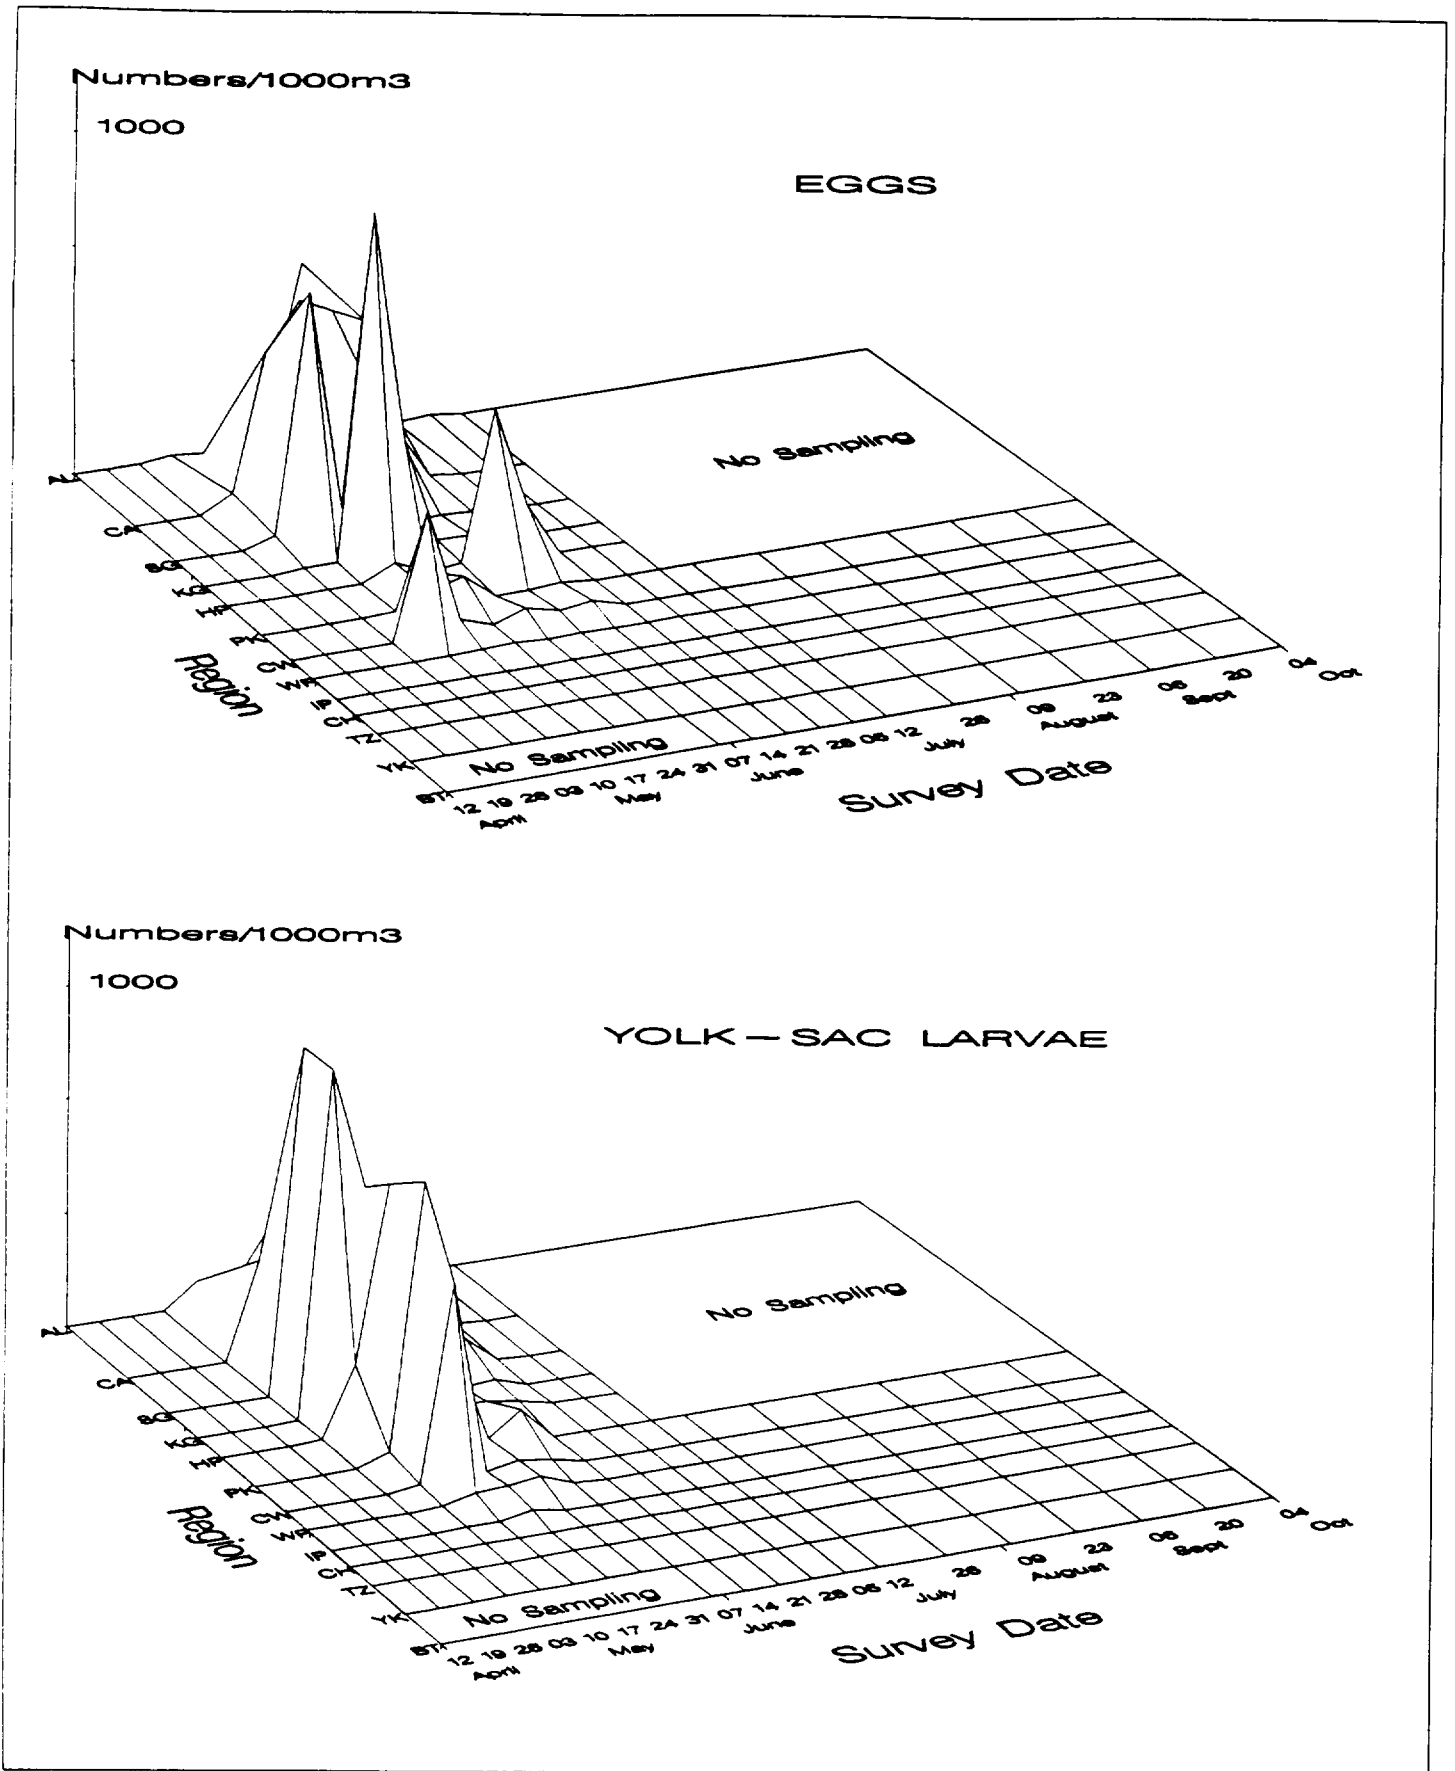 Numbers/1000m3
1000
EGGS
No Sampling
AL
CA
SG
KG
HP
PK
CW
WP
IP
CH
TZ
YK
BT
Region
No Sampling
12 19 26 03 10 17 24 31 07 14 21 28 05 12 26 09 23 06 20 04
April May June July August Sept Oct
Survey Date
Numbers/1000m3
1000
YOLK-SAC LARVAE
No Sampling
AL
CA
SG
KG
HP
PK
CW
WP
IP
CH
TZ
YK
BT
Region
No Sampling
12 19 26 03 10 17 24 31 07 14 21 28 05 12 26 09 23 06 20 04
April May June July August Sept Oct
Survey Date